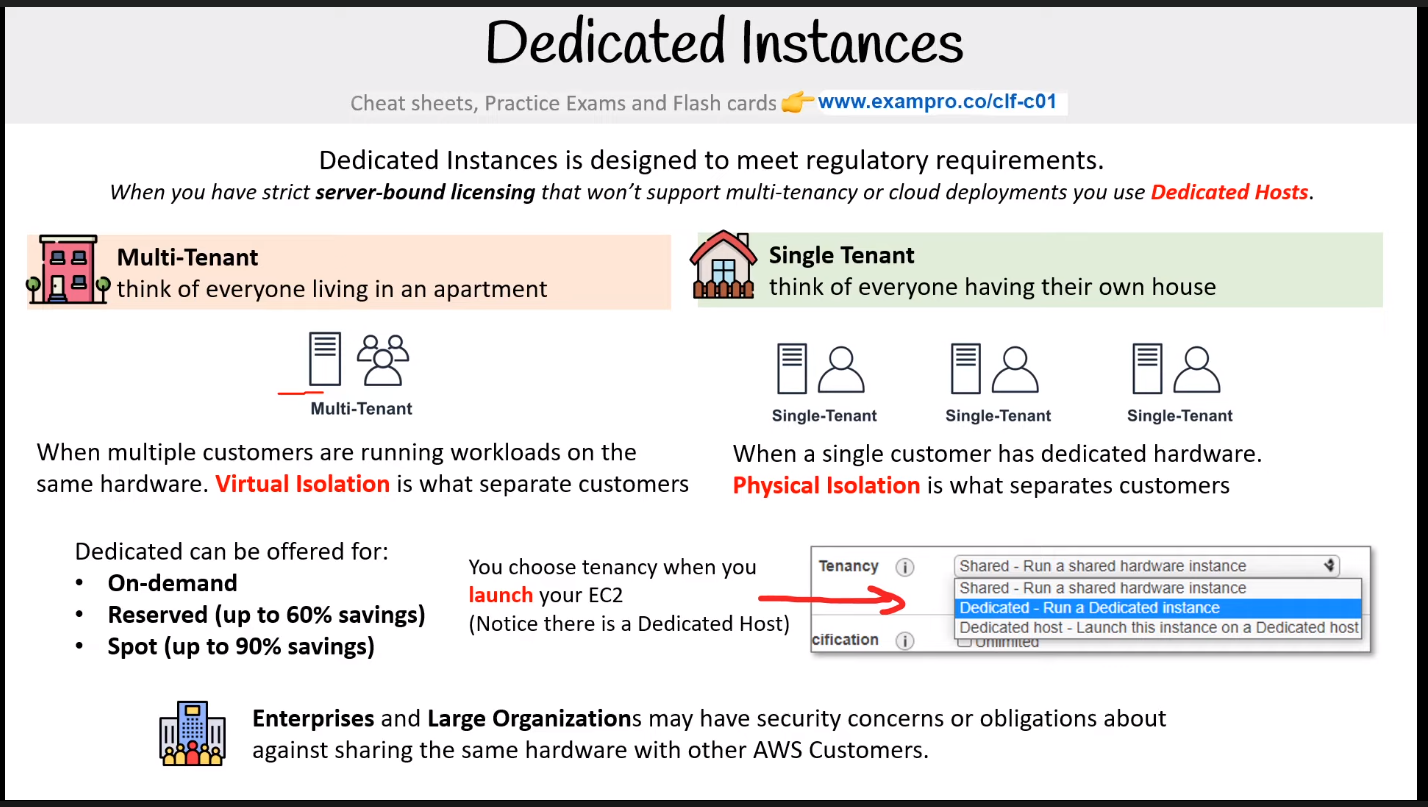 Dedicated Instances
Cheat sheets, Practice Exams and Flash cards 👉 www.exampro.co/clf-c01
Dedicated Instances is designed to meet regulatory requirements.
When you have strict server-bound licensing that won't support multi-tenancy or cloud deployments you use Dedicated Hosts.
Multi-Tenant
think of everyone living in an apartment
Multi-Tenant
When multiple customers are running workloads on the
same hardware. Virtual Isolation is what separate customers
Single Tenant
think of everyone having their own house
Single-Tenant
Single-Tenant
Single-Tenant
When a single customer has dedicated hardware.
Physical Isolation is what separates customers
Dedicated can be offered for:
• On-demand
• Reserved (up to 60% savings)
• Spot (up to 90% savings)
You choose tenancy when you
launch your EC2
(Notice there is a Dedicated Host)
Tenancy i Shared - Run a shared hardware instance
Shared - Run a shared hardware instance
Dedicated - Run a Dedicated instance
Dedicated host - Launch this instance on a Dedicated host
cification i Unlimited
Enterprises and Large Organizations may have security concerns or obligations about
against sharing the same hardware with other AWS Customers.